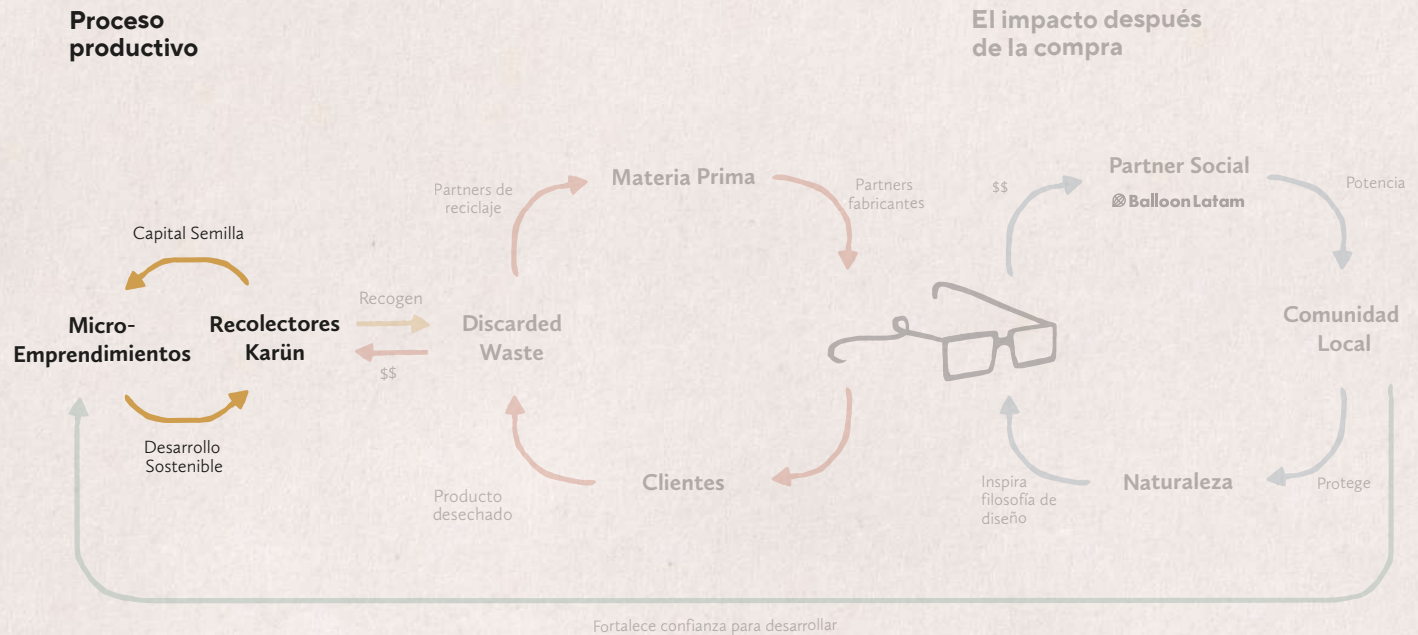 Proceso
productivo
El impacto después
de la compra
Partners de
reciclaje
Materia Prima
Partners
fabricantes
$$
Partner Social
Balloon Latam
Potencia
Capital Semilla
Micro-
Emprendimientos
Recolectores
Karün
Recogen
$$
Discarded
Waste
Comunidad
Local
Desarrollo
Sostenible
Producto
desechado
Clientes
Inspira
filosofía de
diseño
Naturaleza
Protege
Fortalece confianza para desarrollar